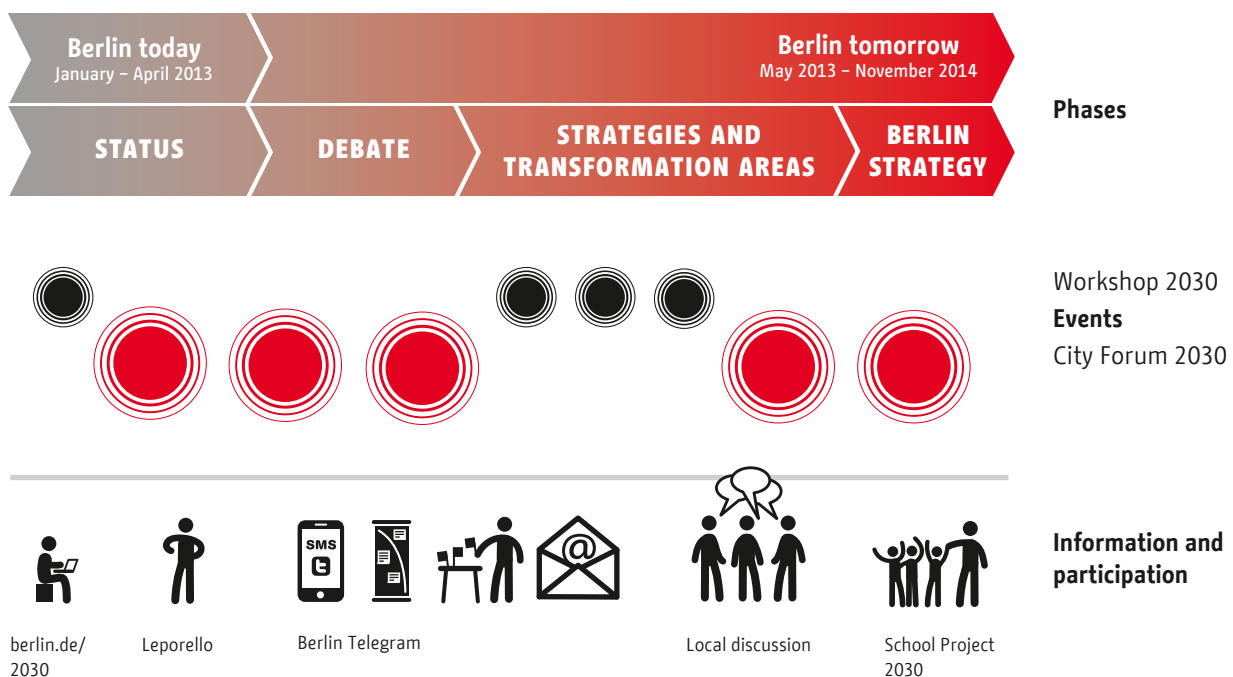 Berlin today
January – April 2013
Berlin tomorrow
May 2013 – November 2014
Phases
STATUS
DEBATE
STRATEGIES AND
TRANSFORMATION AREAS
BERLIN
STRATEGY
Workshop 2030
Events
City Forum 2030
SMS
t
@
Information and
participation
berlin.de/
2030
Leporello
Berlin Telegram
Local discussion
School Project
2030